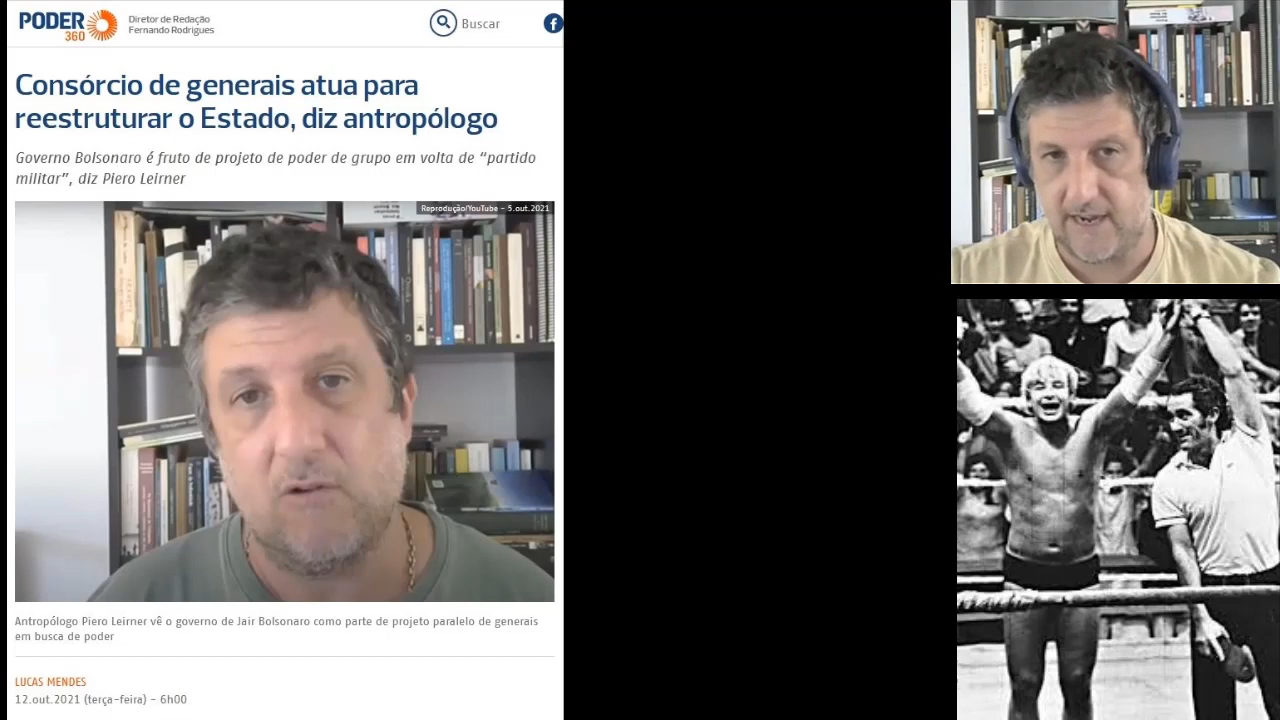 PODER
360
Diretor de Redação
Fernando Rodrigues
Buscar
Consórcio de generais atua para
reestruturar o Estado, diz antropólogo
Governo Bolsonaro é fruto de projeto de poder de grupo em volta de “partido
militar”, diz Piero Leirner
Reprodução/YouTube – 5.out.2021
Antropólogo Piero Leirner vê o governo de Jair Bolsonaro como parte de projeto paralelo de generais
em busca de poder
LUCAS MENDES
12.out.2021 (terça-feira) – 6h00